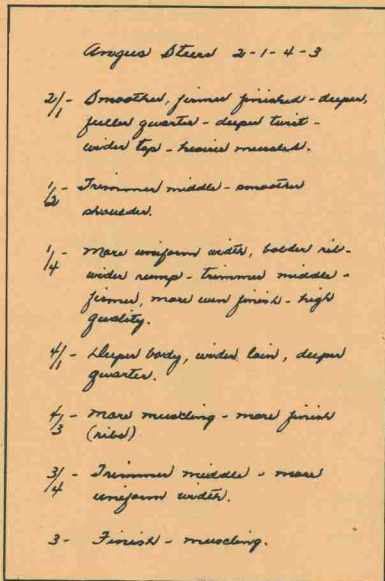 Angus Steers 2-1-4-3
2/1 - Smoother, firmer finished - deeper,
fuller quarter - deeper twist -
wider top - heavier muscled.
1/2 - Trimmer middle - smoother
shoulder.
1/4 - More uniform width, bolder rib -
wider rump - trimmer middle -
firmer, more even finish - high
quality.
4/1 - Deeper body, wider loin, deeper
quarter.
4/3 - More muscling - more finish
(ribs)
3/4 - Trimmer middle - more
uniform width.
3 - Finish - muscling.